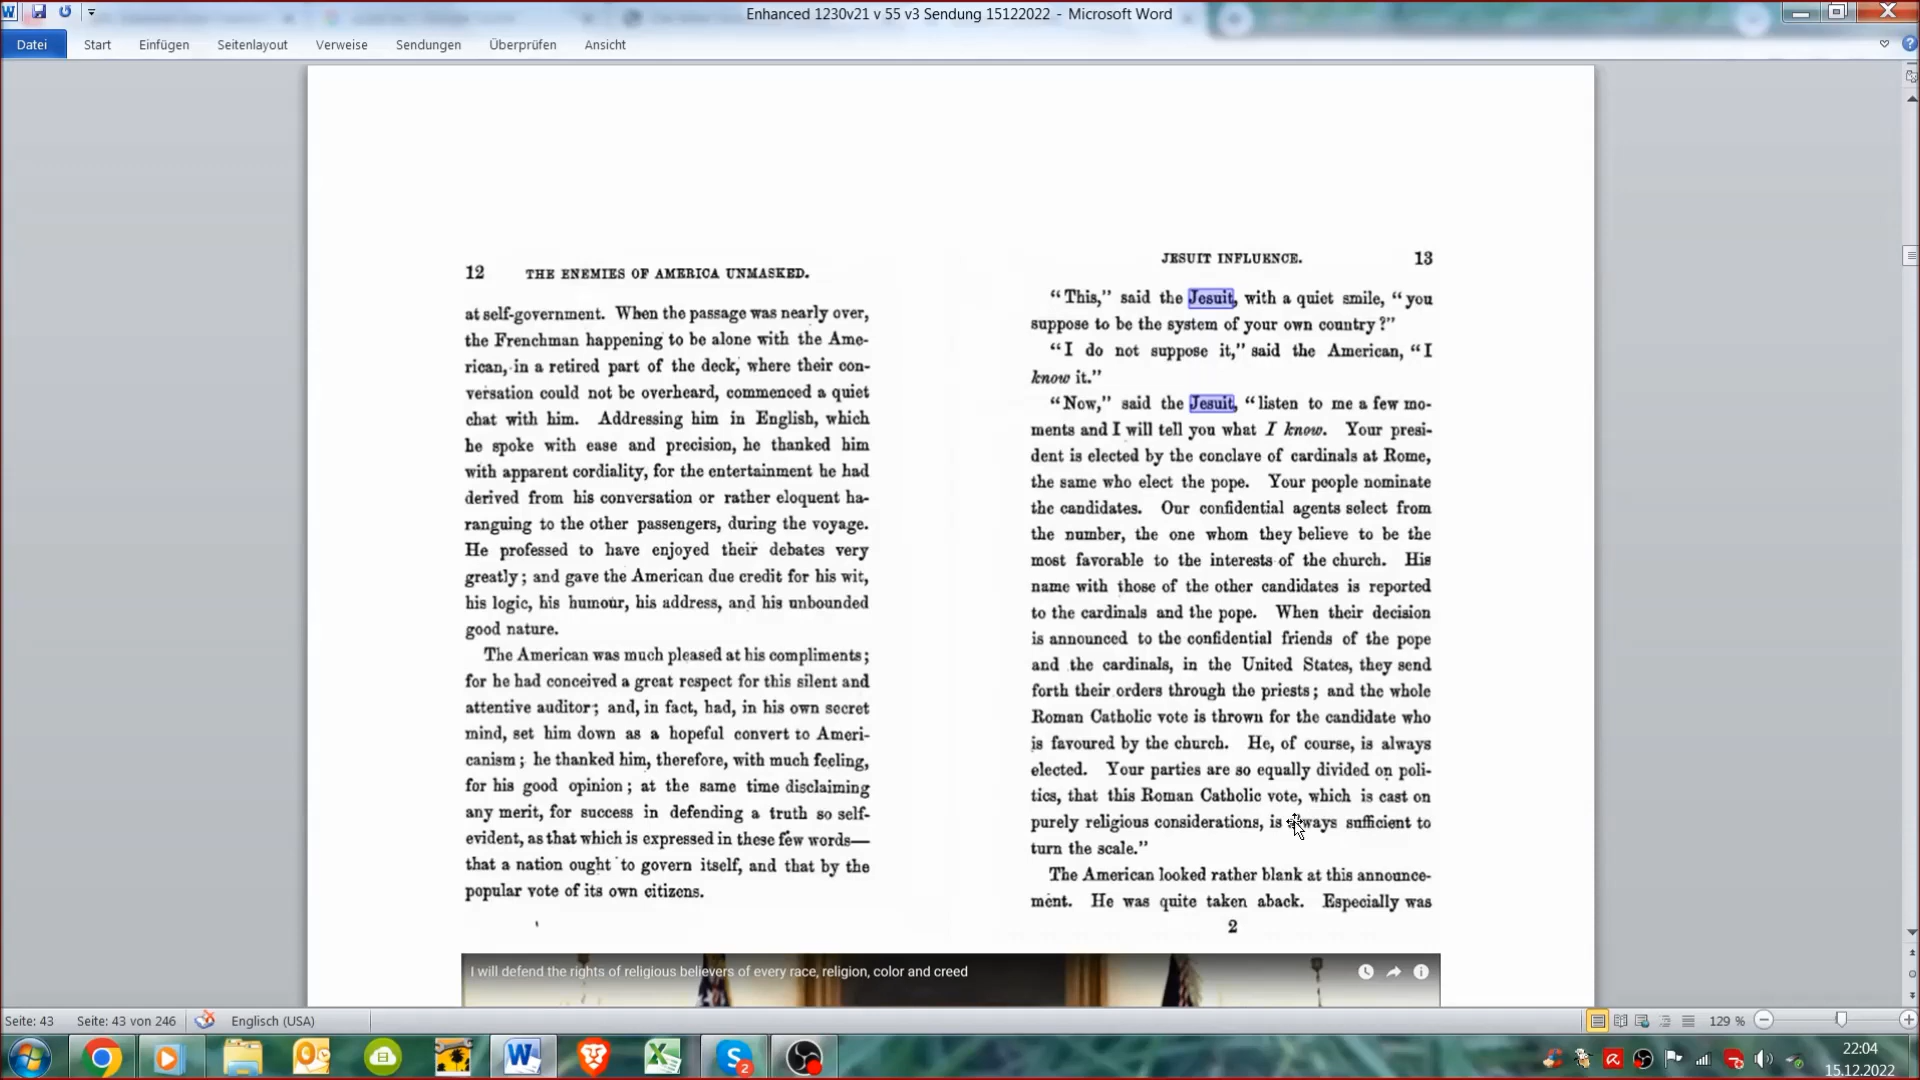 Enhanced 1230v21 v 55 v3 Sendung 15122022 - Microsoft Word
Datei Start Einfügen Seitenlayout Verweise Sendungen Überprüfen Ansicht
12 THE ENEMIES OF AMERICA UNMASKED.
at self-government. When the passage was nearly over,
the Frenchman happening to be alone with the Ame-
rican, in a retired part of the deck, where their con-
versation could not be overheard, commenced a quiet
chat with him. Addressing him in English, which
he spoke with ease and precision, he thanked him
with apparent cordiality, for the entertainment he had
derived from his conversation or rather eloquent ha-
ranguing to the other passengers, during the voyage.
He professed to have enjoyed their debates very
greatly; and gave the American due credit for his wit,
his logic, his humour, his address, and his unbounded
good nature.
The American was much pleased at his compliments;
for he had conceived a great respect for this silent and
attentive auditor; and, in fact, had, in his own secret
mind, set him down as a hopeful convert to Ameri-
canism; he thanked him, therefore, with much feeling,
for his good opinion; at the same time disclaiming
any merit, for success in defending a truth so self-
evident, as that which is expressed in these few words—
that a nation ought to govern itself, and that by the
popular vote of its own citizens.
JESUIT INFLUENCE. 13
"This," said the Jesuit, with a quiet smile, "you
suppose to be the system of your own country?"
"I do not suppose it," said the American, "I
know it."
"Now," said the Jesuit, "listen to me a few mo-
ments and I will tell you what I know. Your presi-
dent is elected by the conclave of cardinals at Rome,
the same who elect the pope. Your people nominate
the candidates. Our confidential agents select from
the number, the one whom they believe to be the
most favorable to the interests of the church. His
name with those of the other candidates is reported
to the cardinals and the pope. When their decision
is announced to the confidential friends of the pope
and the cardinals, in the United States, they send
forth their orders through the priests; and the whole
Roman Catholic vote is thrown for the candidate who
is favoured by the church. He, of course, is always
elected. Your parties are so equally divided on poli-
tics, that this Roman Catholic vote, which is cast on
purely religious considerations, is always sufficient to
turn the scale."
The American looked rather blank at this announce-
ment. He was quite taken aback. Especially was
2
I will defend the rights of religious believers of every race, religion, color and creed
Seite: 43 Seite: 43 von 246 Englisch (USA) 129 %
2
22:04
15.12.2022